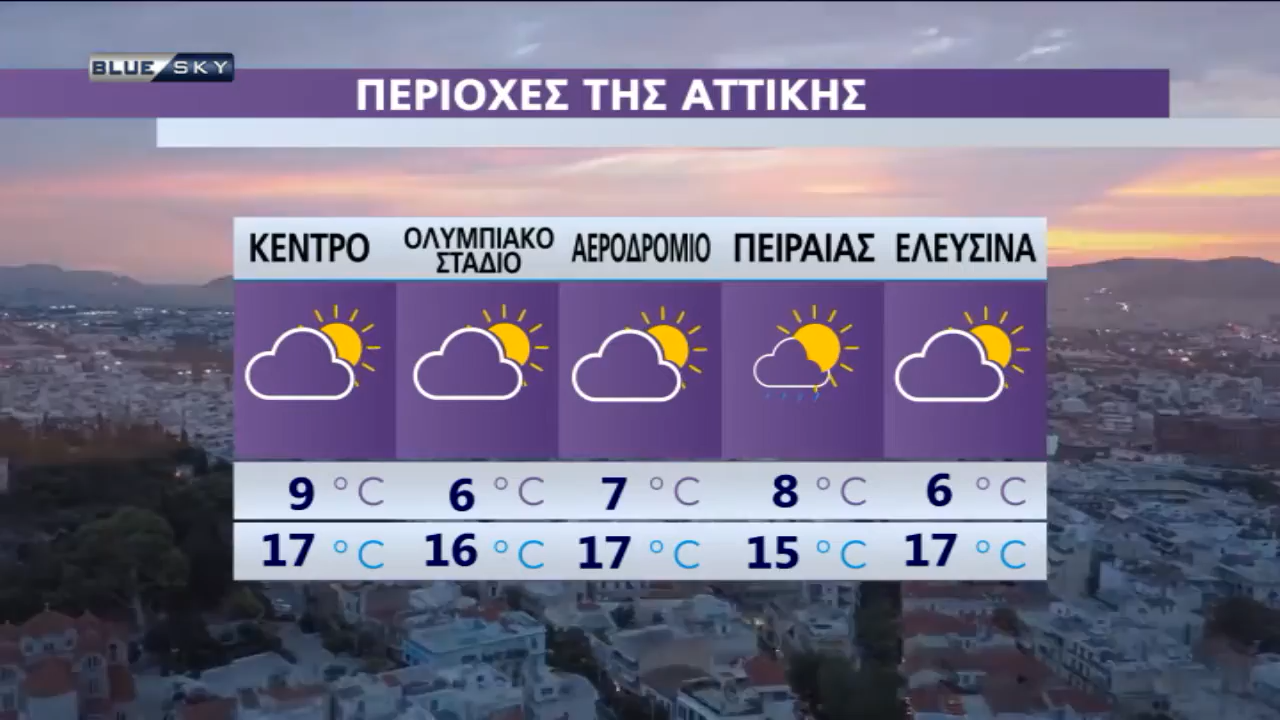 BLUE SKY
ΠΕΡΙΟΧΕΣ ΤΗΣ ΑΤΤΙΚΗΣ
ΚΕΝΤΡΟ ΟΛΥΜΠΙΑΚΟ ΣΤΑΔΙΟ ΑΕΡΟΔΡΟΜΙΟ ΠΕΙΡΑΙΑΣ ΕΛΕΥΣΙΝΑ
9 °C 6 °C 7 °C 8 °C 6 °C
17 °C 16 °C 17 °C 15 °C 17 °C